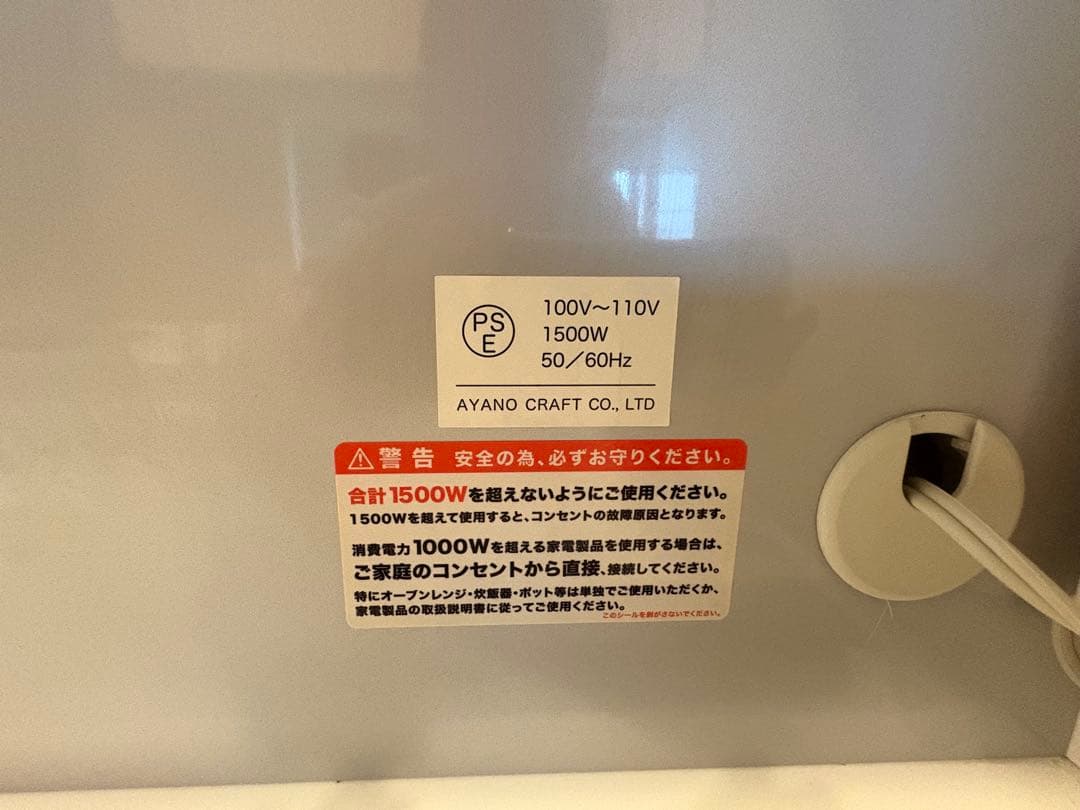 PS
E
100V～110V
1500W
50／60Hz
AYANO CRAFT CO., LTD
警告 安全の為、必ずお守りください。
合計1500Wを超えないようにご使用ください。
1500Wを超えて使用すると、コンセントの故障原因となります。
消費電力1000Wを超える家電製品を使用する場合は、
ご家庭のコンセントから直接、接続してください。
特にオーブンレンジ・炊飯器・ポット等は単独でご使用いただくか、
家電製品の取扱説明書に従ってご使用ください。
このシールを剥がさないでください。